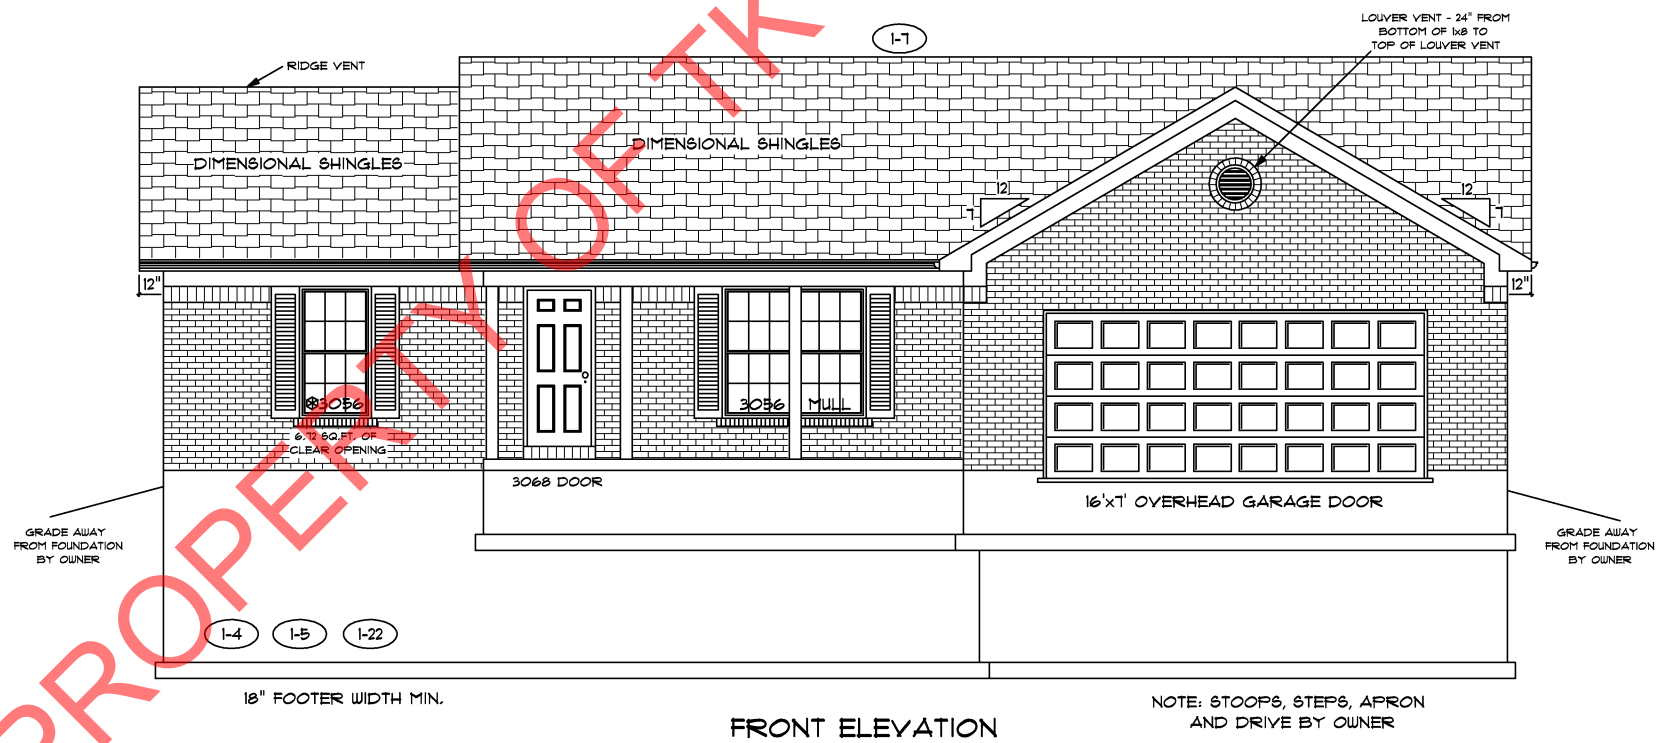 LOUVER VENT - 24" FROM
BOTTOM OF 1x8 TO
TOP OF LOUVER VENT
1-7
RIDGE VENT
DIMENSIONAL SHINGLES
DIMENSIONAL SHINGLES
12
7
12
7
12"
12"
3056
6.72 SQ.FT. OF
CLEAR OPENING
3056 MULL
3068 DOOR
16'x7' OVERHEAD GARAGE DOOR
GRADE AWAY
FROM FOUNDATION
BY OWNER
GRADE AWAY
FROM FOUNDATION
BY OWNER
1-4
1-5
1-22
18" FOOTER WIDTH MIN.
NOTE: STOOPS, STEPS, APRON
AND DRIVE BY OWNER
FRONT ELEVATION
PROPERTY OF TK